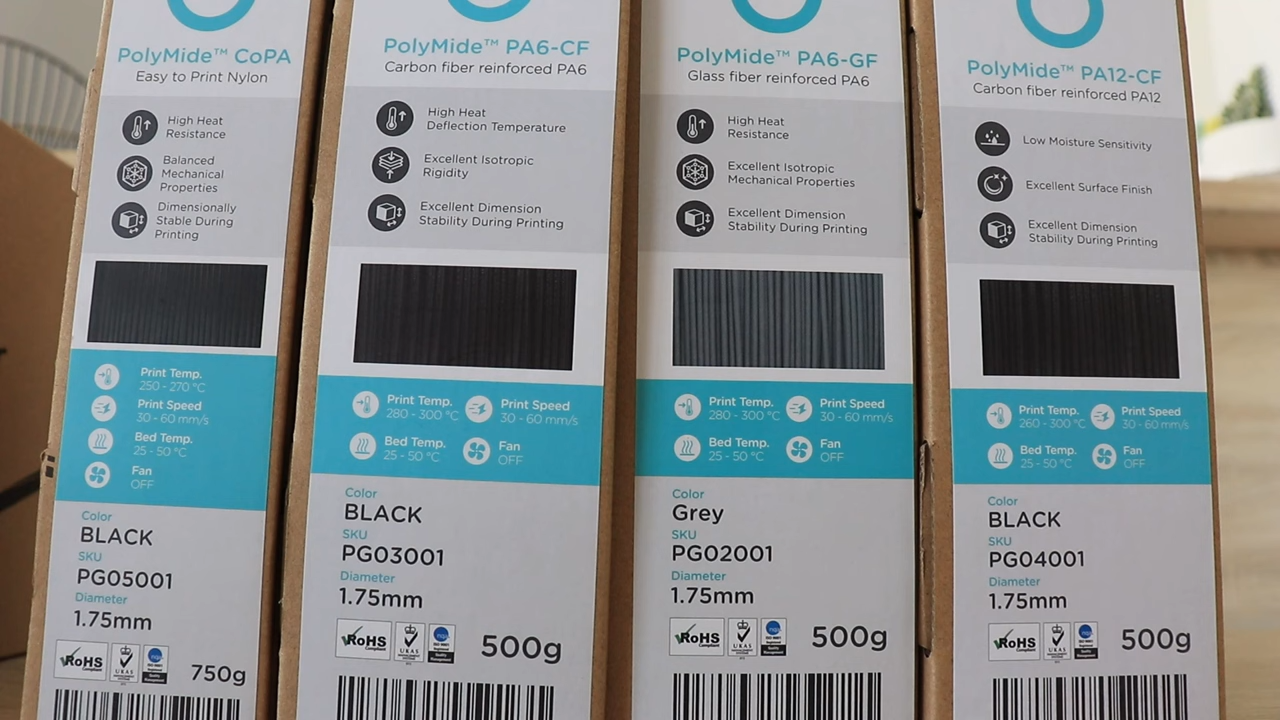 PolyMide™ CoPA
Easy to Print Nylon
High Heat
Resistance
Balanced
Mechanical
Properties
Dimensionally
Stable During
Printing
Print Temp.
250 - 270 °C
Print Speed
30 - 60 mm/s
Bed Temp.
25 - 50 °C
Fan
OFF
Color
BLACK
SKU
PG05001
Diameter
1.75mm
RoHS
Compliant
UKAS
750g
PolyMide™ PA6-CF
Carbon fiber reinforced PA6
High Heat
Deflection Temperature
Excellent Isotropic
Rigidity
Excellent Dimension
Stability During Printing
Print Temp.
280 - 300 °C
Print Speed
30 - 60 mm/s
Bed Temp.
25 - 50 °C
Fan
OFF
Color
BLACK
SKU
PG03001
Diameter
1.75mm
RoHS
Compliant
UKAS
500g
PolyMide™ PA6-GF
Glass fiber reinforced PA6
High Heat
Resistance
Excellent Isotropic
Mechanical Properties
Excellent Dimension
Stability During Printing
Print Temp.
280 - 300 °C
Print Speed
30 - 60 mm/s
Bed Temp.
25 - 50 °C
Fan
OFF
Color
Grey
SKU
PG02001
Diameter
1.75mm
RoHS
Compliant
UKAS
500g
PolyMide™ PA12-CF
Carbon fiber reinforced PA12
Low Moisture Sensitivity
Excellent Surface Finish
Excellent Dimension
Stability During Printing
Print Temp.
260 - 300 °C
Print Speed
30 - 60 mm/s
Bed Temp.
25 - 50 °C
Fan
OFF
Color
BLACK
SKU
PG04001
Diameter
1.75mm
RoHS
Compliant
UKAS
500g